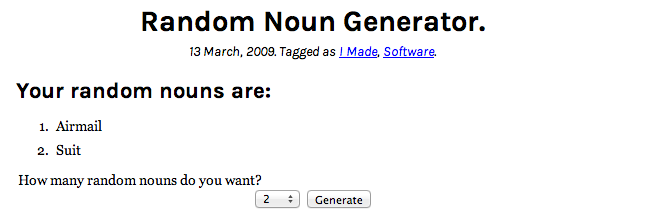 Random Noun Generator.
13 March, 2009. Tagged as I Made, Software.
Your random nouns are:
1. Airmail
2. Suit
How many random nouns do you want?
2 Generate